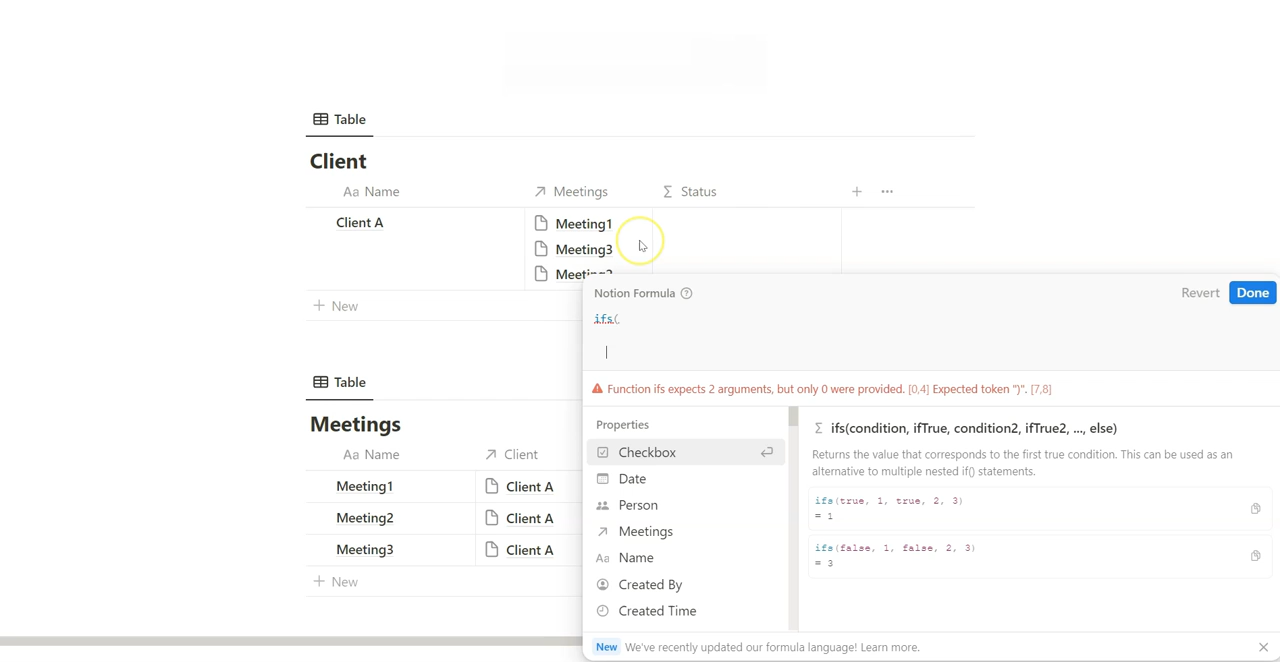 Table
Client
Aa Name Meetings Σ Status + •••
Client A Meeting1
Meeting3
Meeting2
+ New
Notion Formula ? Revert Done
ifs(
Function ifs expects 2 arguments, but only 0 were provided. [0,4] Expected token ")". [7,8]
Table
Meetings
Aa Name Client
Meeting1 Client A
Meeting2 Client A
Meeting3 Client A
+ New
Properties
Checkbox
Date
Person
Meetings
Aa Name
Created By
Created Time
Σ ifs(condition, ifTrue, condition2, ifTrue2, ..., else)
Returns the value that corresponds to the first true condition. This can be used as an
alternative to multiple nested if() statements.
ifs(true, 1, true, 2, 3)
= 1
ifs(false, 1, false, 2, 3)
= 3
New We've recently updated our formula language! Learn more.